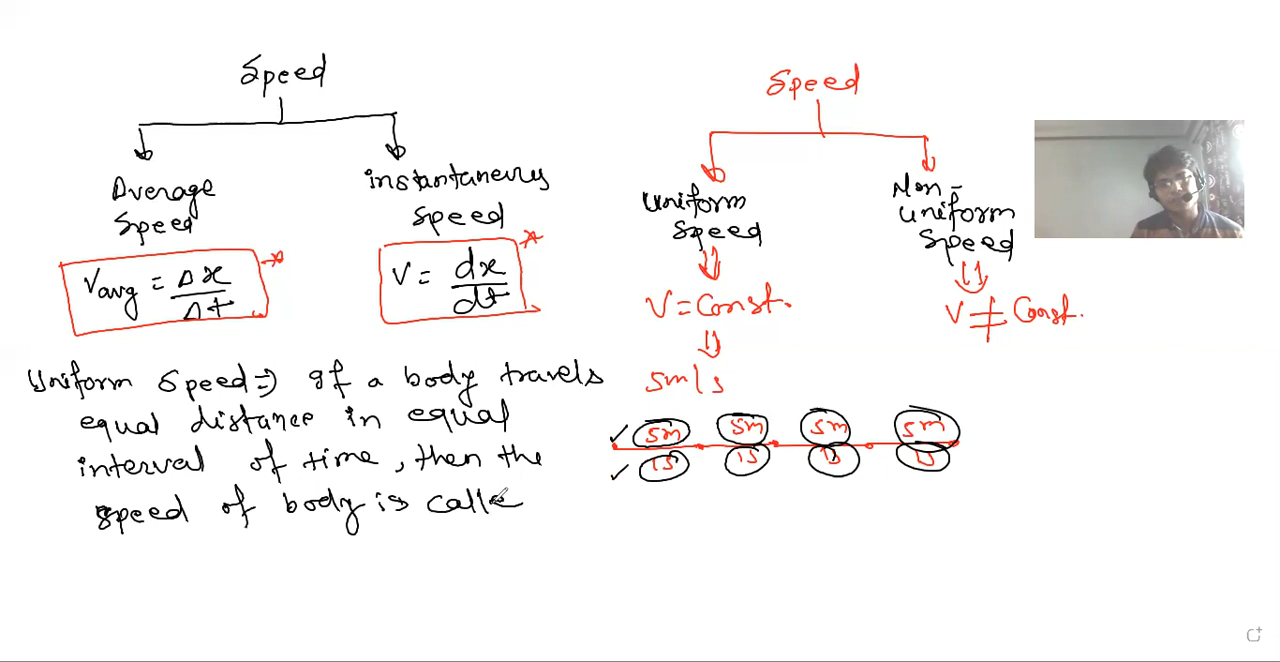 Speed
Average
Speed
instantaneous
speed
Vavg = Δx/Δt
V = dx/dt
Speed
Uniform
Speed
Non-
uniform
Speed
V = Const.
V ≠ Const.
5m/s
5m 5m 5m 5m
1s 1s 1s 1s
Uniform Speed ⇒ If a body travels
equal distance in equal
interval of time, then the
speed of body is calle